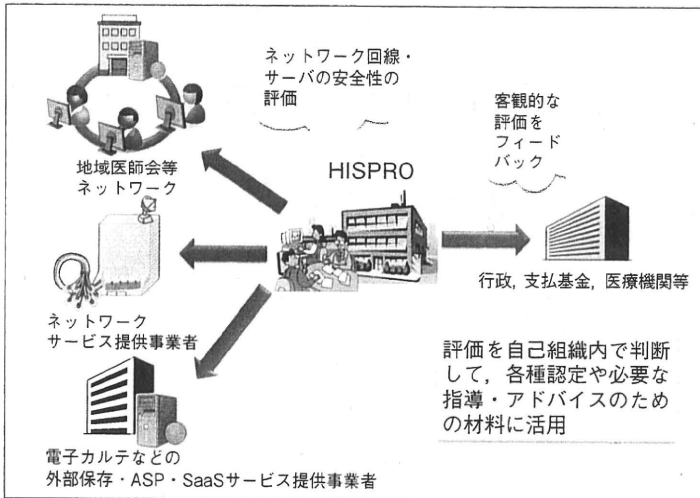 ネットワーク回線・
サーバの安全性の
評価
客観的な
評価を
フィード
バック
地域医師会等
ネットワーク
HISPRO
行政, 支払基金, 医療機関等
ネットワーク
サービス提供事業者
評価を自己組織内で判断
して，各種認定や必要な
指導・アドバイスのため
の材料に活用
電子カルテなどの
外部保存・ASP・SaaSサービス提供事業者